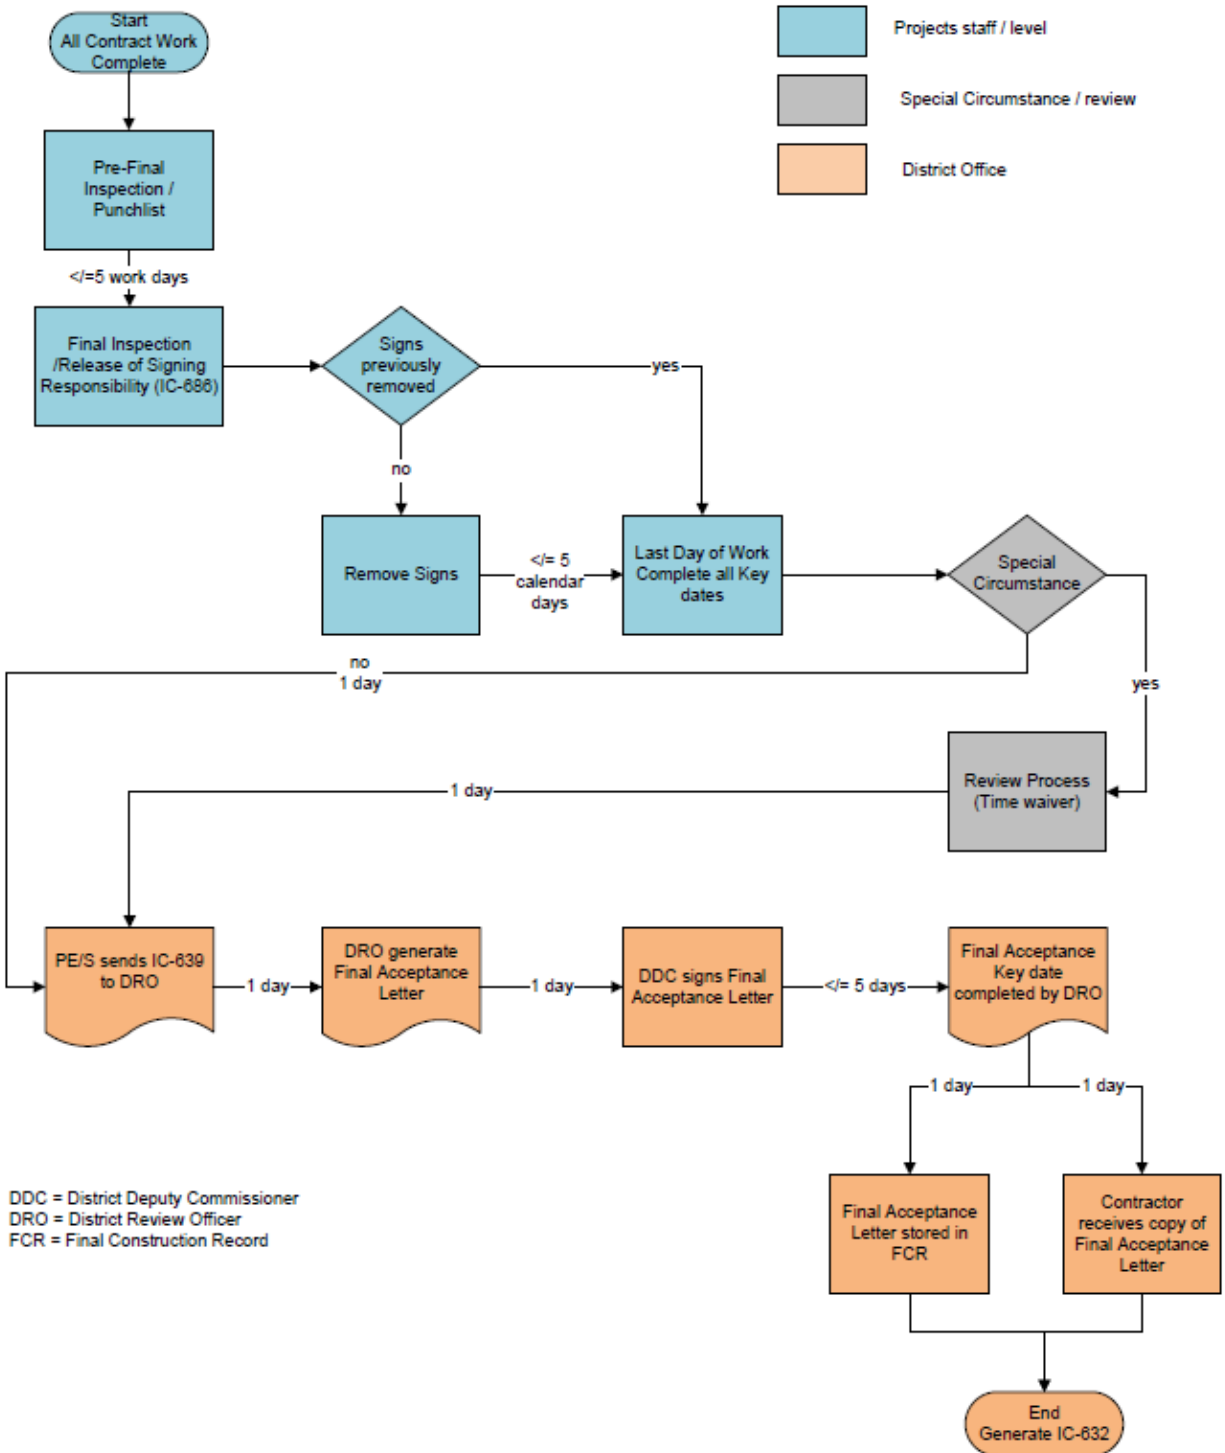 Start
All Contract Work
Complete
Projects staff / level
Special Circumstance / review
District Office
Pre-Final
Inspection /
Punchlist
</=5 work days
Final Inspection
/Release of Signing
Responsibility (IC-686)
Signs
previously
removed
yes
no
Remove Signs
</= 5
calendar
days
Last Day of Work
Complete all Key
dates
Special
Circumstance
no
1 day
yes
Review Process
(Time waiver)
1 day
PE/S sends IC-639
to DRO
1 day
DRO generate
Final Acceptance
Letter
1 day
DDC signs Final
Acceptance Letter
</= 5 days
Final Acceptance
Key date
completed by DRO
1 day
1 day
Final Acceptance
Letter stored in
FCR
Contractor
receives copy of
Final Acceptance
Letter
DDC = District Deputy Commissioner
DRO = District Review Officer
FCR = Final Construction Record
End
Generate IC-632